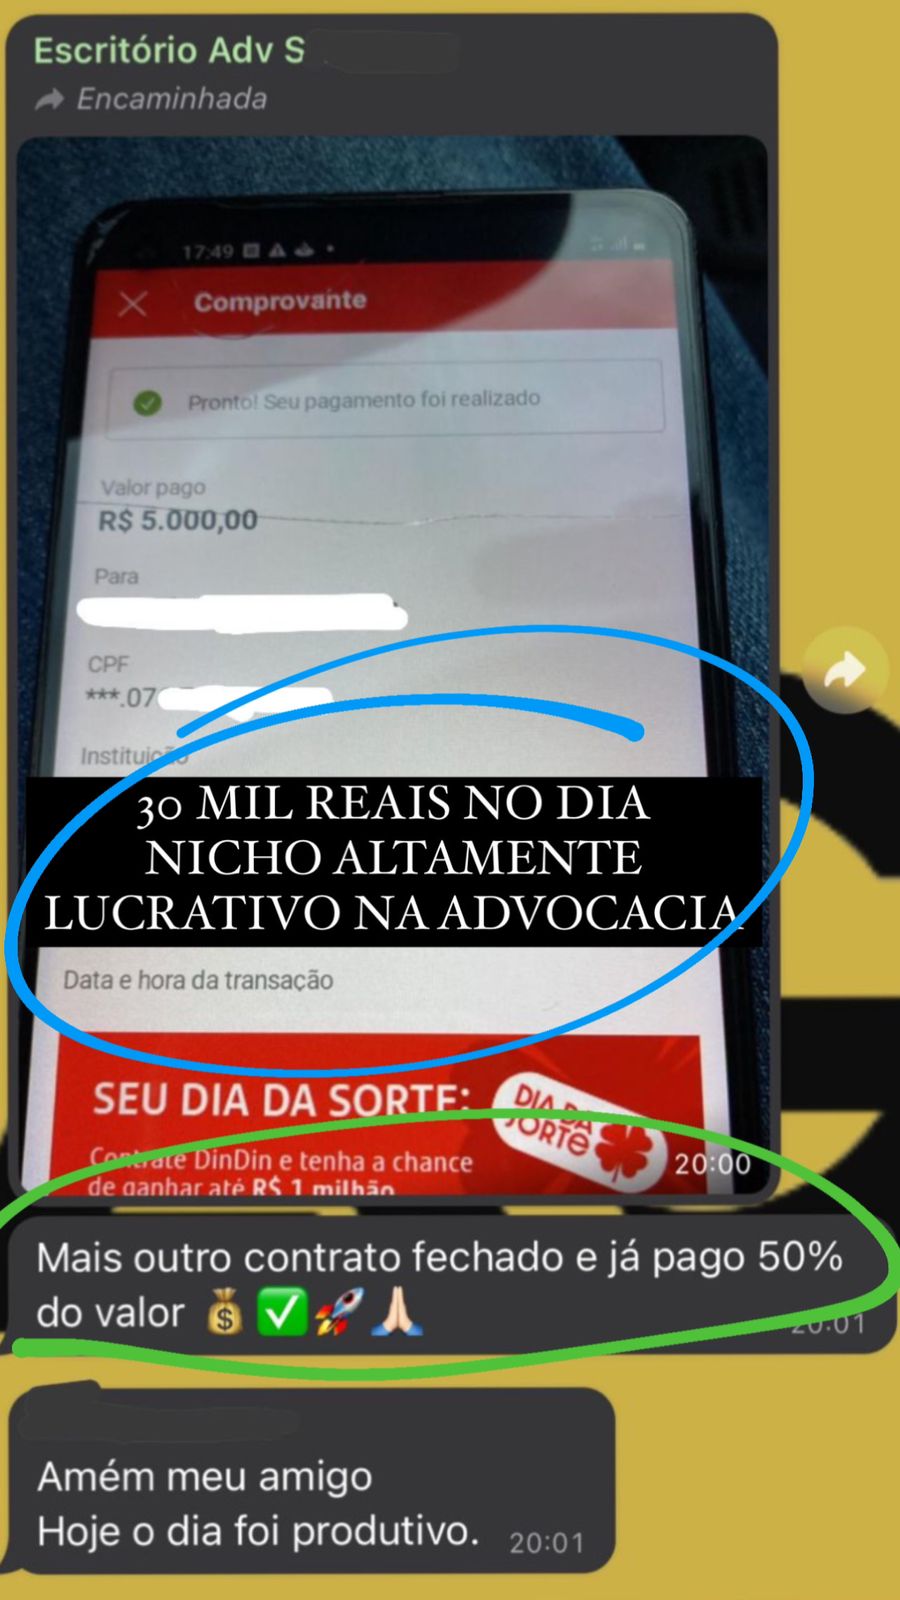 Escritório Adv S
Encaminhada
17:49
Comprovante
Pronto! Seu pagamento foi realizado
Valor pago
R$ 5.000,00
Para
CPF
***.07
Instituição
30 MIL REAIS NO DIA
NICHO ALTAMENTE
LUCRATIVO NA ADVOCACIA
Data e hora da transação
SEU DIA DA SORTE:
DIA DA
SORTE
Contrate DinDin e tenha a chance
de ganhar até R$ 1 milhão
20:00
Mais outro contrato fechado e já pago 50%
do valor 💰✅🚀🙏🏻
20:01
Amém meu amigo
Hoje o dia foi produtivo.
20:01